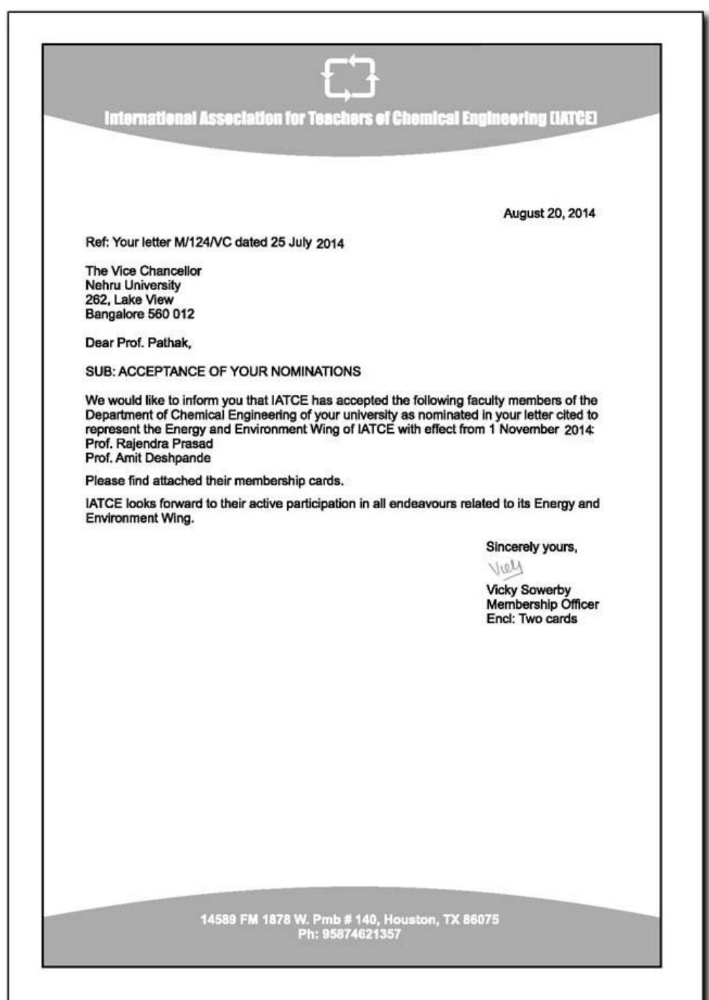 International Association for Teachers of Chemical Engineering (IATCE)
August 20, 2014
Ref: Your letter M/124/VC dated 25 July 2014
The Vice Chancellor
Nehru University
262, Lake View
Bangalore 560 012
Dear Prof. Pathak,
SUB: ACCEPTANCE OF YOUR NOMINATIONS
We would like to inform you that IATCE has accepted the following faculty members of the
Department of Chemical Engineering of your university as nominated in your letter cited to
represent the Energy and Environment Wing of IATCE with effect from 1 November 2014:
Prof. Rajendra Prasad
Prof. Amit Deshpande
Please find attached their membership cards.
IATCE looks forward to their active participation in all endeavours related to its Energy and
Environment Wing.
Sincerely yours,
Vicky Sowerby
Membership Officer
Encl: Two cards
14589 FM 1878 W. Pmb # 140, Houston, TX 86075
Ph: 95874621357